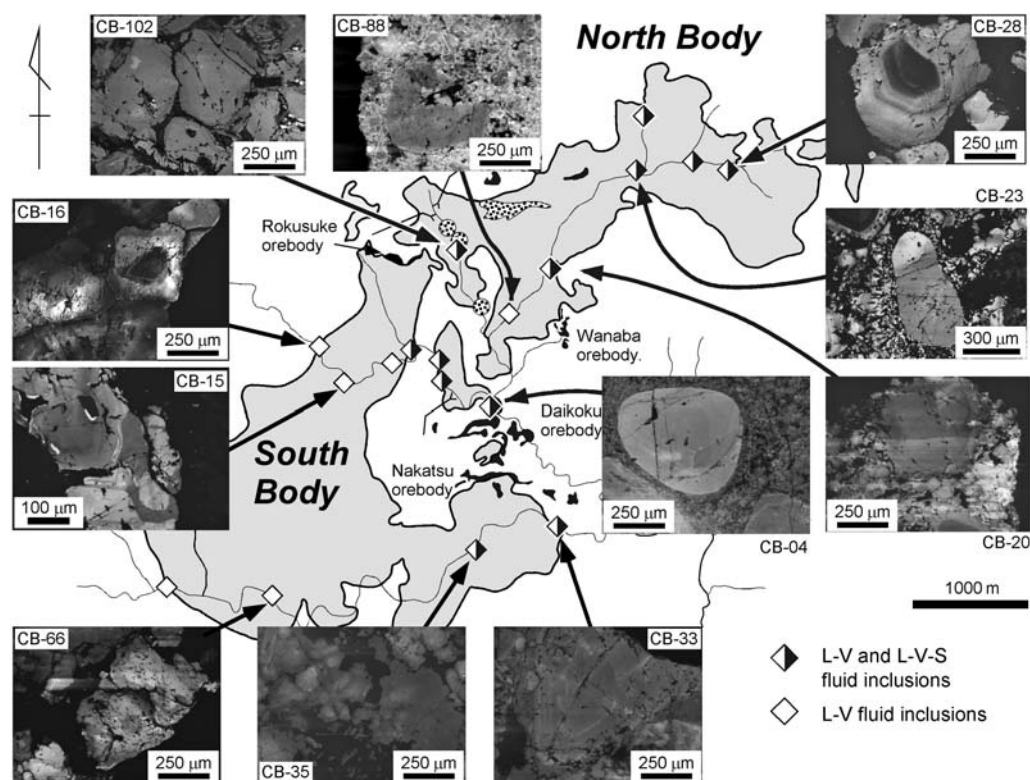 CB-102
250 µm
CB-88
250 µm
North Body
CB-28
250 µm
CB-16
250 µm
Rokusuke
orebody
CB-23
300 µm
Wanaba
orebody.
CB-15
100 µm
South
Body
Daikoku
orebody
Nakatsu
orebody
250 µm
CB-04
250 µm
CB-20
1000 m
CB-66
250 µm
CB-35
250 µm
CB-33
250 µm
L-V and L-V-S
fluid inclusions
L-V fluid inclusions